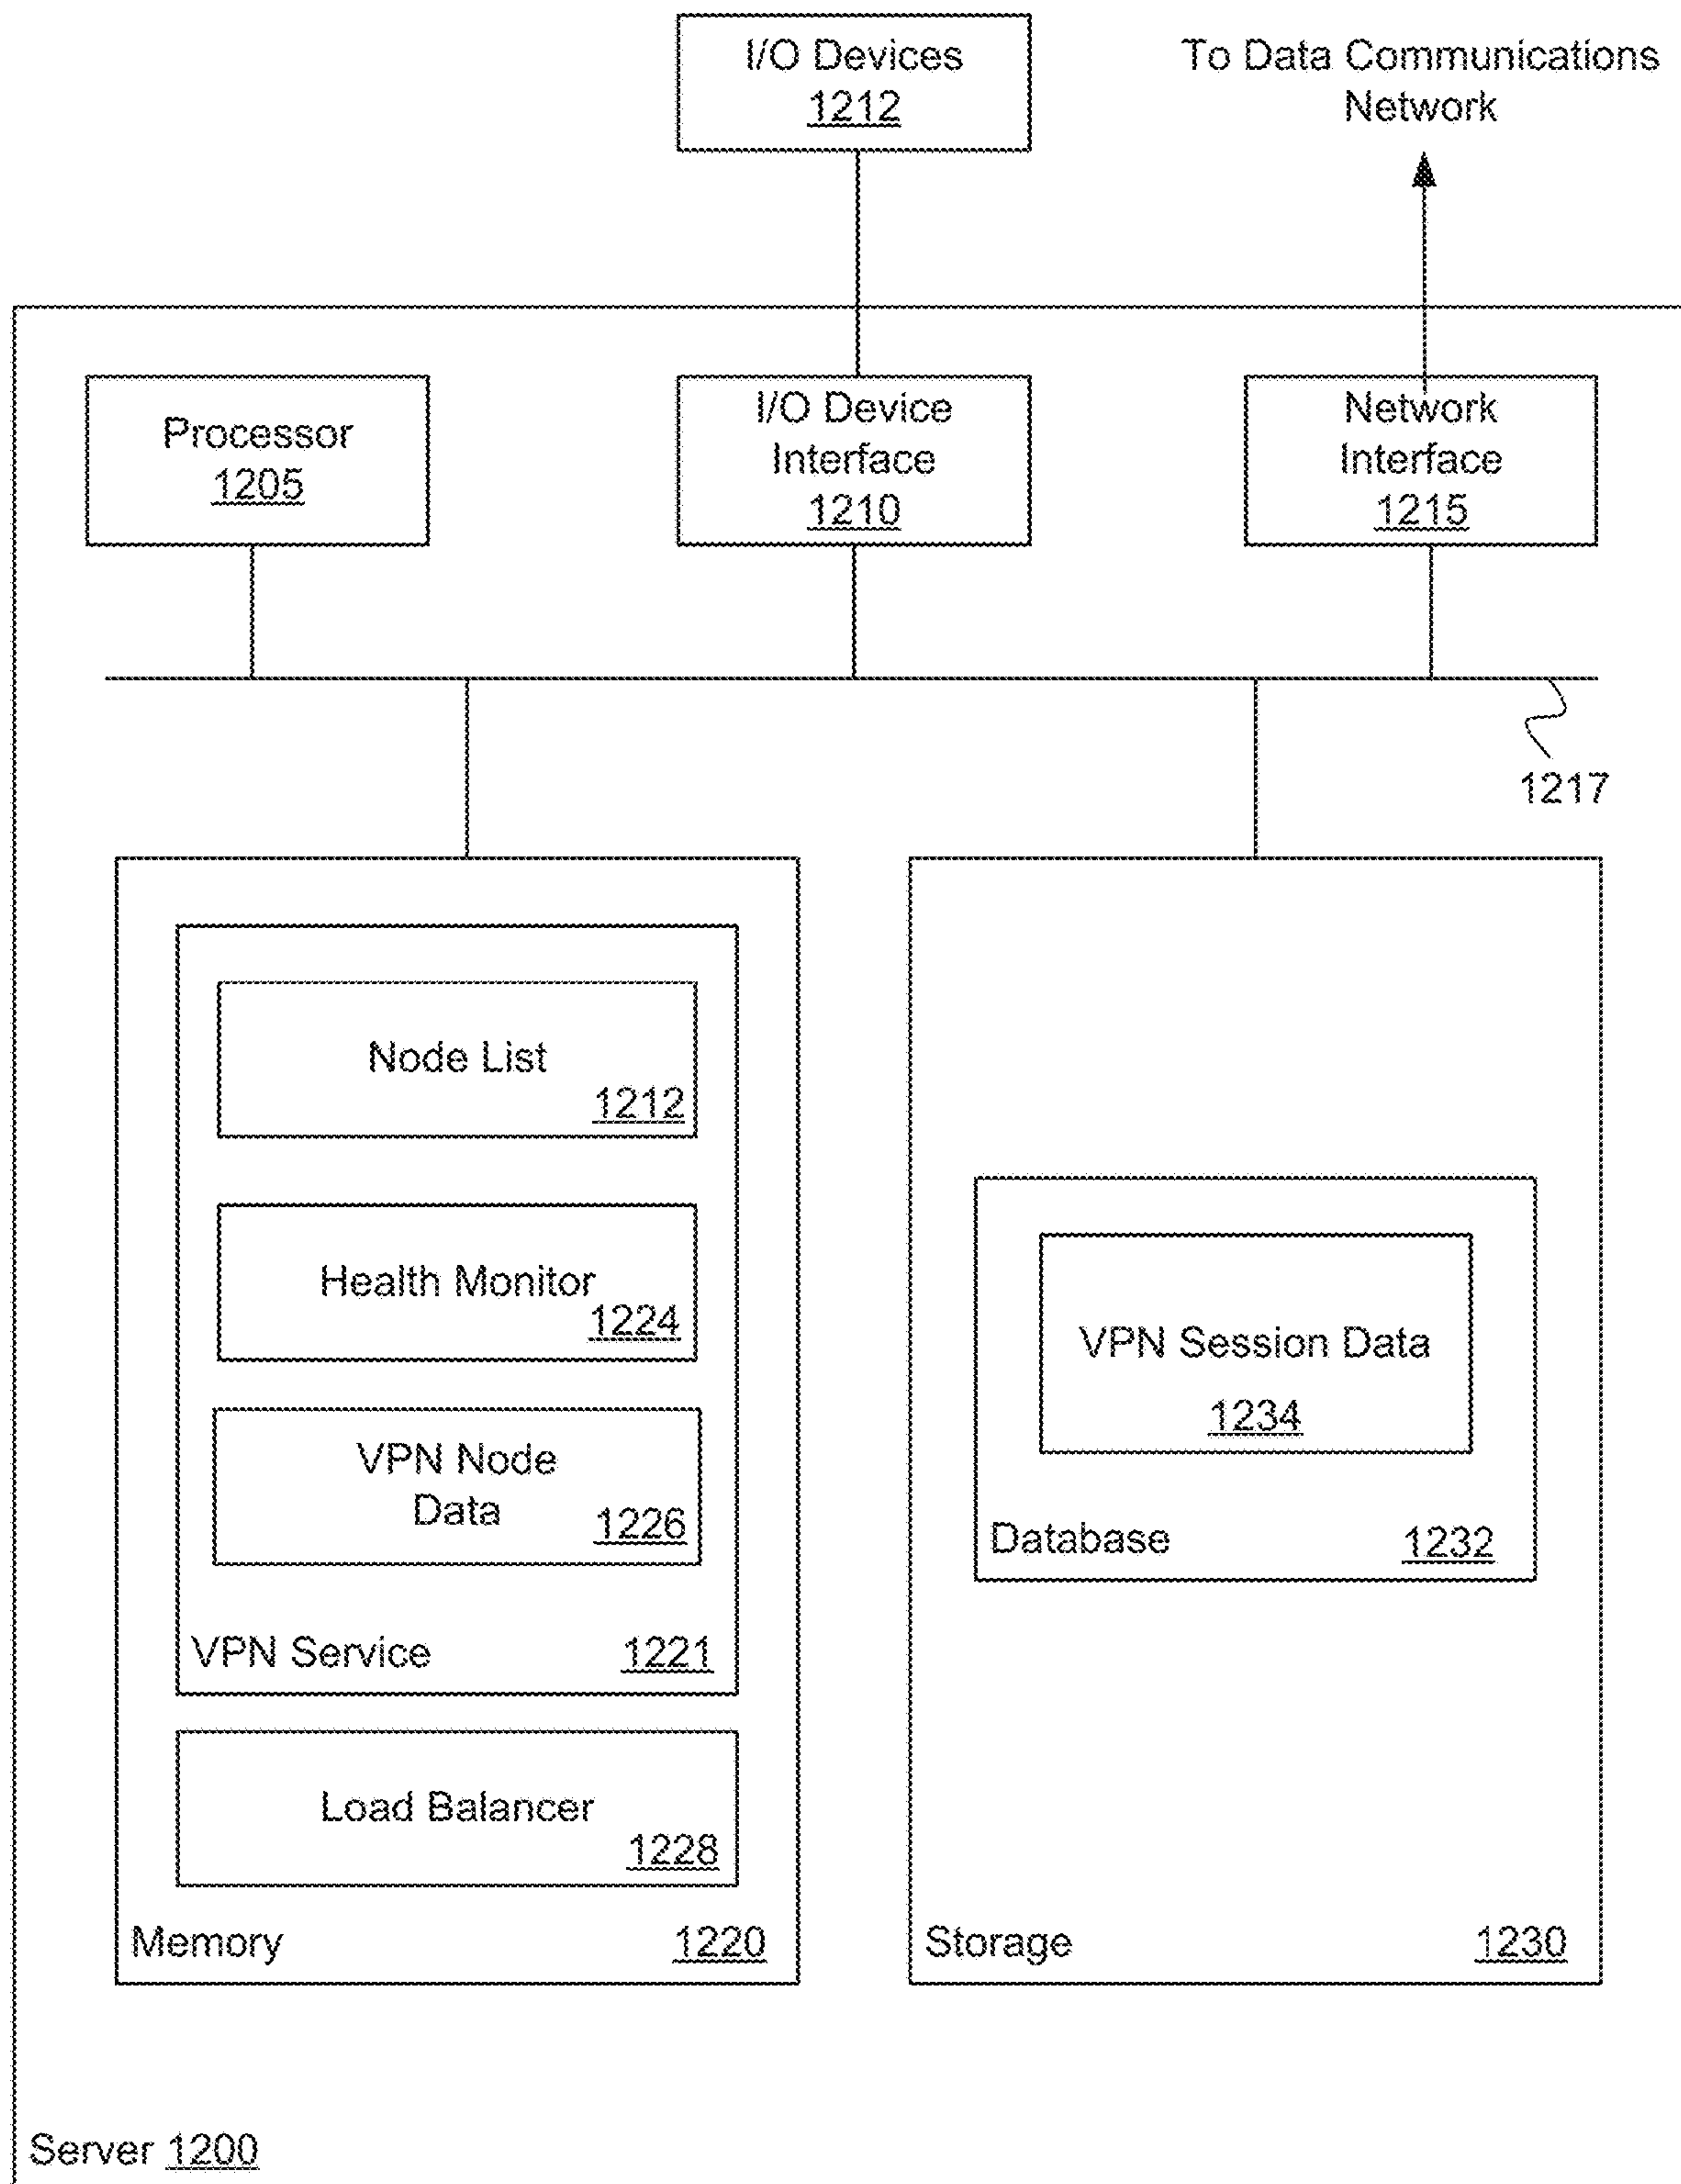 I/O Devices
1212
To Data Communications
Network
Processor
1205
I/O Device
Interface
1210
Network
Interface
1215
1217
Node List
1212
Health Monitor
1224
VPN Node
Data
1226
VPN Service 1221
Load Balancer
1228
Memory 1220
VPN Session Data
1234
Database 1232
Storage 1230
Server 1200